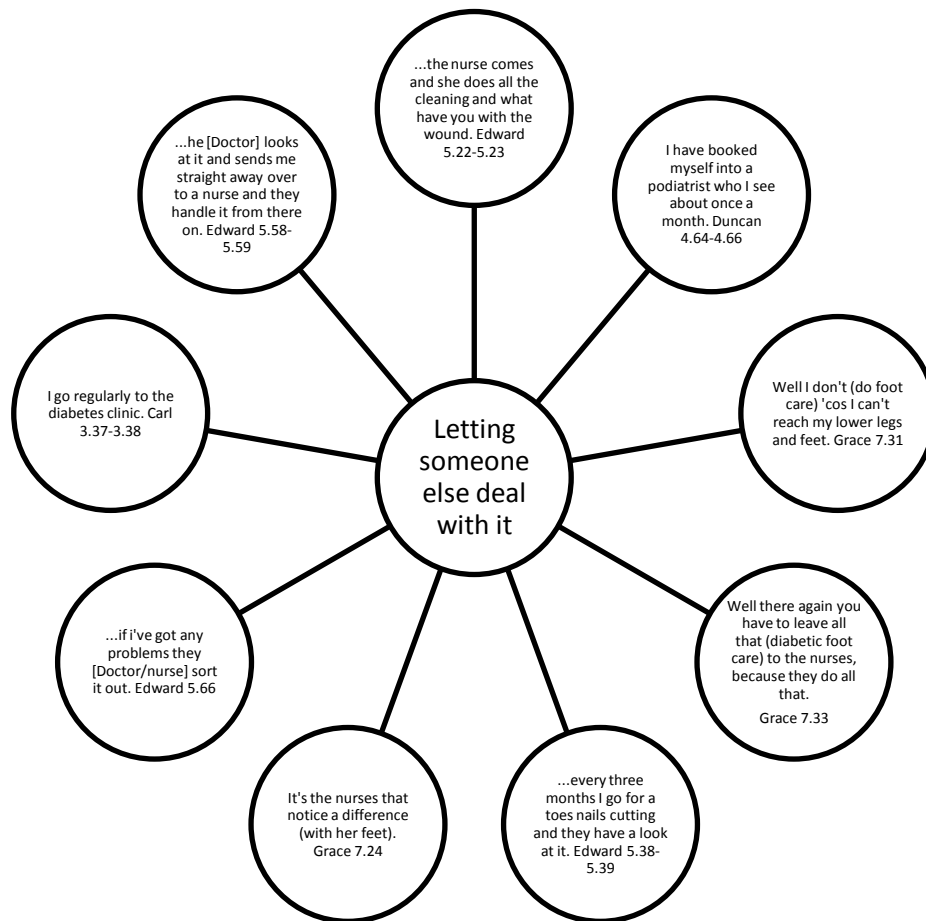 ...the nurse comes
and she does all the
cleaning and what
have you with the
wound. Edward
5.22-5.23
I have booked
myself into a
podiatrist who I see
about once a
month. Duncan
4.64-4.66
Well I don't (do foot
care) 'cos I can't
reach my lower legs
and feet. Grace 7.31
Well there again you
have to leave all
that (diabetic foot
care) to the nurses,
because they do all
that.
Grace 7.33
...every three
months I go for a
toes nails cutting
and they have a look
at it. Edward 5.38-
5.39
It's the nurses that
notice a difference
(with her feet).
Grace 7.24
...if i've got any
problems they
[Doctor/nurse] sort
it out. Edward 5.66
I go regularly to the
diabetes clinic. Carl
3.37-3.38
...he [Doctor] looks
at it and sends me
straight away over
to a nurse and they
handle it from there
on. Edward 5.58-
5.59
Letting
someone
else deal
with it